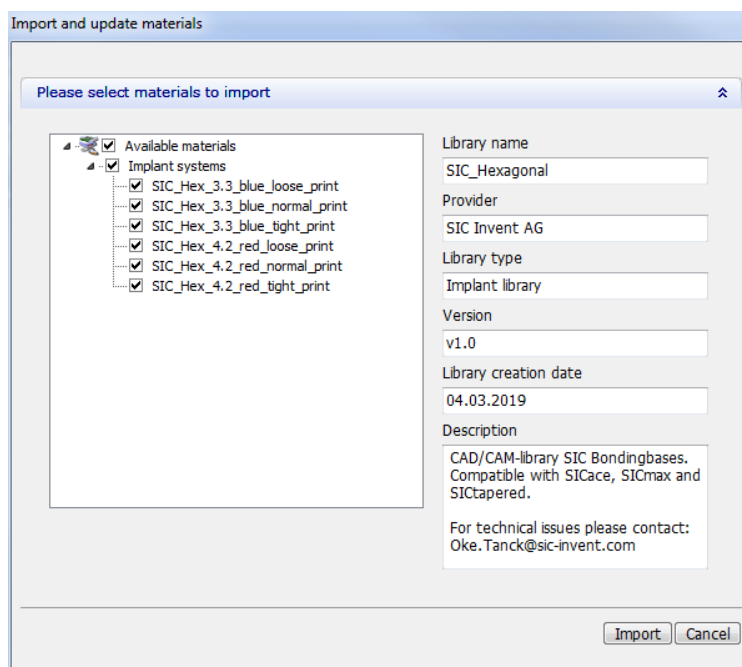 Import and update materials
Please select materials to import
Available materials
Implant systems
SIC_Hex_3.3_blue_loose_print
SIC_Hex_3.3_blue_normal_print
SIC_Hex_3.3_blue_tight_print
SIC_Hex_4.2_red_loose_print
SIC_Hex_4.2_red_normal_print
SIC_Hex_4.2_red_tight_print
Library name
SIC_Hexagonal
Provider
SIC Invent AG
Library type
Implant library
Version
v1.0
Library creation date
04.03.2019
Description
CAD/CAM-library SIC Bondingbases.
Compatible with SICace, SICmax and
SICtapered.
For technical issues please contact:
Oke.Tanck@sic-invent.com
Import
Cancel